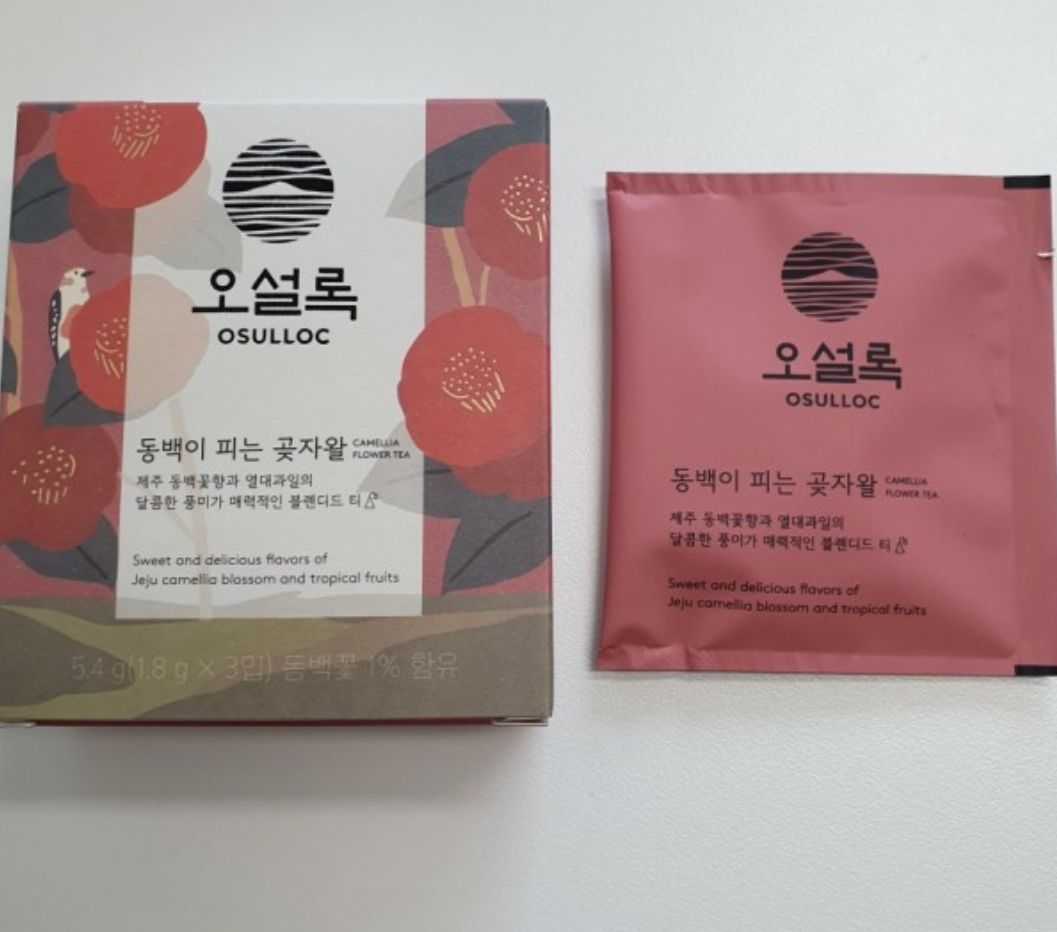 오설록
OSULLOC
동백이 피는 곶자왈 CAMELLIA
FLOWER TEA
제주 동백꽃향과 열대과일의
달콤한 풍미가 매력적인 블렌디드 티
Sweet and delicious flavors of
Jeju camellia blossom and tropical fruits
5.4 g(1.8 g × 3입) 동백꽃 1% 함유
오설록
OSULLOC
동백이 피는 곶자왈 CAMELLIA
FLOWER TEA
제주 동백꽃향과 열대과일의
달콤한 풍미가 매력적인 블렌디드 티
Sweet and delicious flavors of
Jeju camellia blossom and tropical fruits